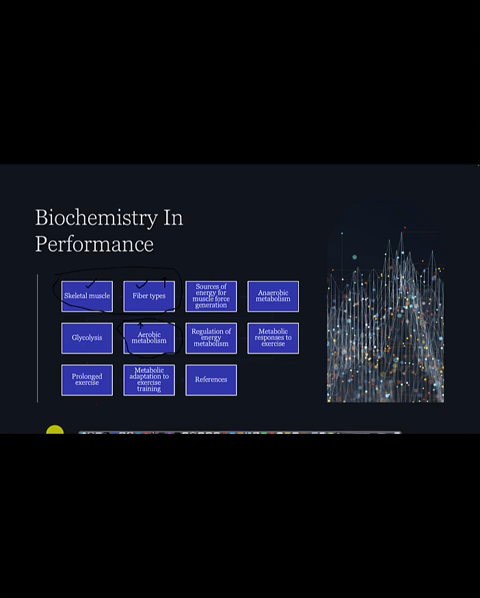 Biochemistry In
Performance
Skeletal muscle
Fiber types
Sources of
energy for
muscle force
generation
Anaerobic
metabolism
Glycolysis
Aerobic
metabolism
Regulation of
energy
metabolism
Metabolic
responses to
exercise
Prolonged
exercise
Metabolic
adaptation to
exercise
training
References